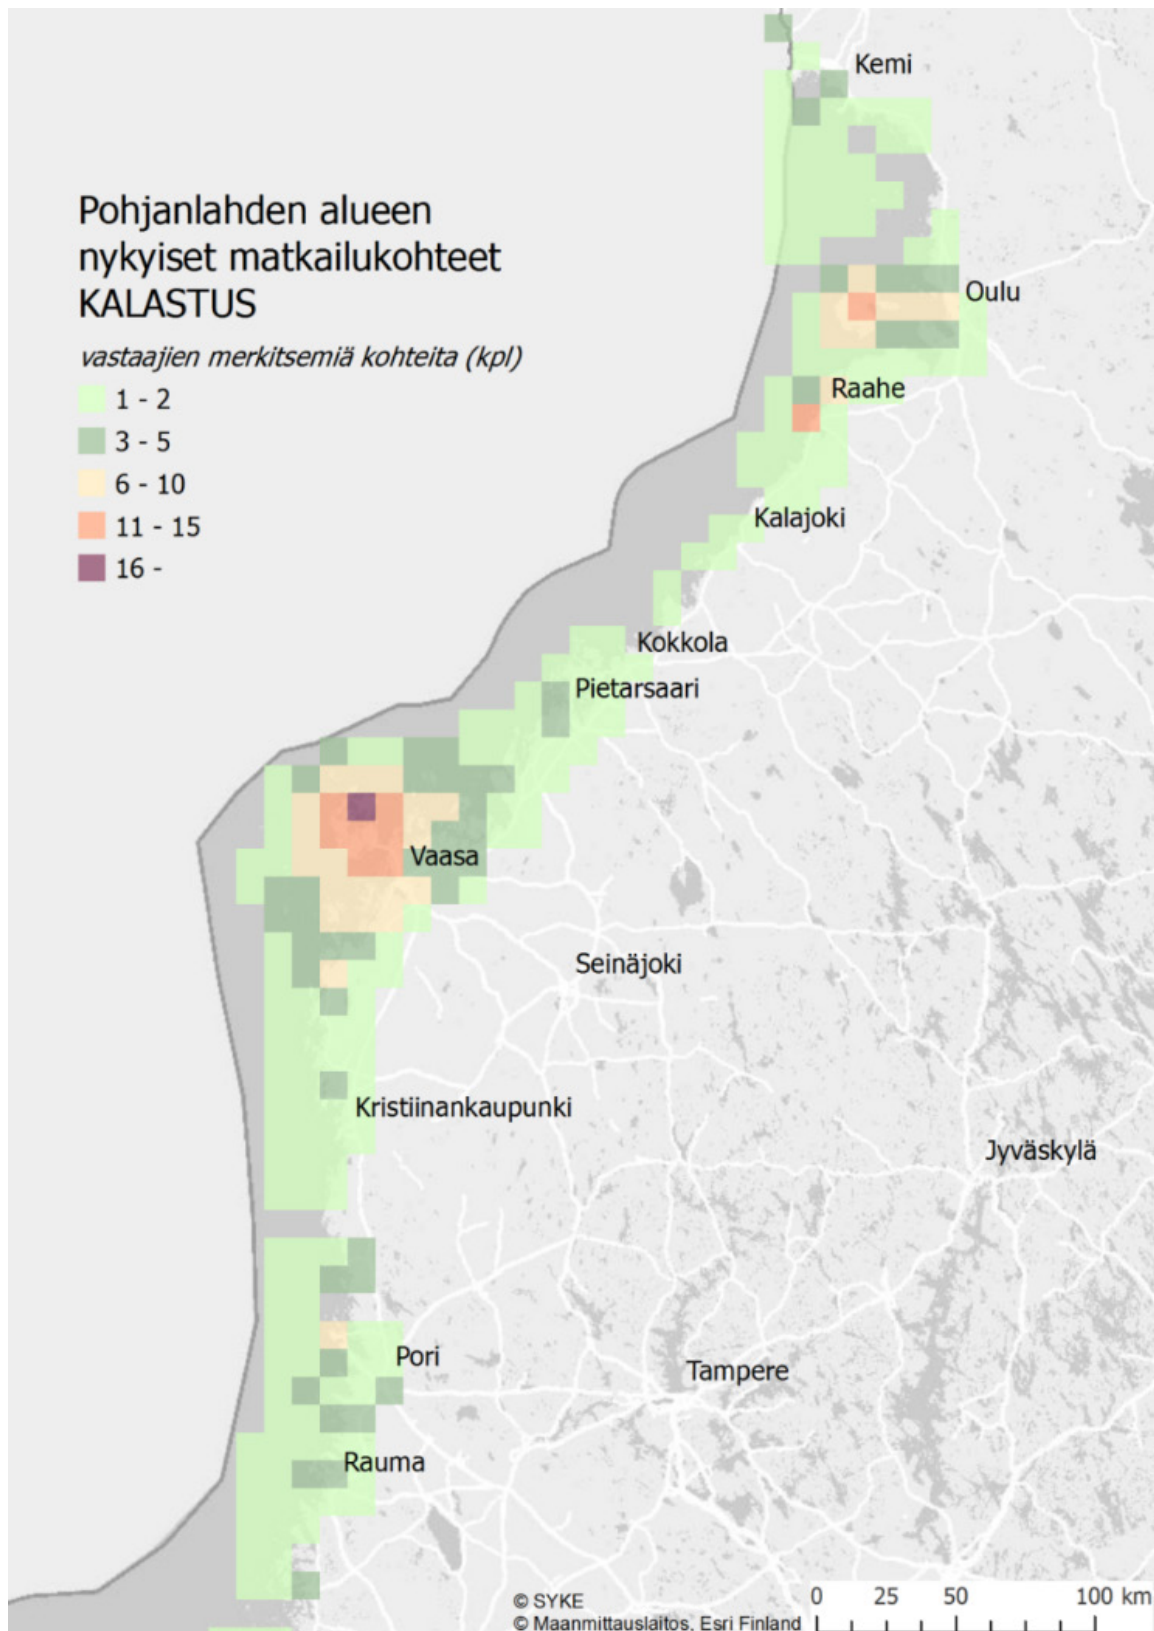 Kemi
Pohjanlahden alueen
nykyiset matkailukohteet
KALASTUS
vastaajien merkitsemiä kohteita (kpl)
1 - 2
3 - 5
6 - 10
11 - 15
16 -
Oulu
Raahe
Kalajoki
Kokkola
Pietarsaari
Vaasa
Seinäjoki
Kristiinankaupunki
Jyväskylä
Pori
Tampere
Rauma
0 25 50 100 km
© SYKE
© Maanmittauslaitos, Esri Finland